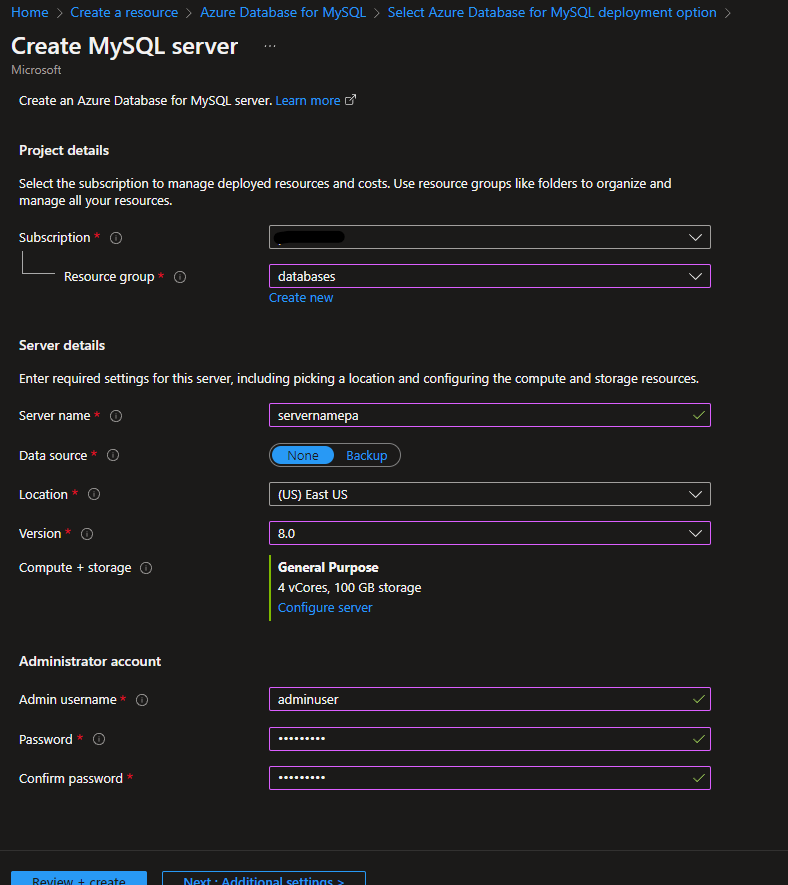 Home > Create a resource > Azure Database for MySQL > Select Azure Database for MySQL deployment option >
Create MySQL server ...
Microsoft
Create an Azure Database for MySQL server. Learn more
Project details
Select the subscription to manage deployed resources and costs. Use resource groups like folders to organize and
manage all your resources.
Subscription *
Resource group * databases
Create new
Server details
Enter required settings for this server, including picking a location and configuring the compute and storage resources.
Server name * servernamepa
Data source * None Backup
Location * (US) East US
Version * 8.0
Compute + storage General Purpose
4 vCores, 100 GB storage
Configure server
Administrator account
Admin username * adminuser
Password * •••••••••
Confirm password * •••••••••
Review + create Next : Additional settings >